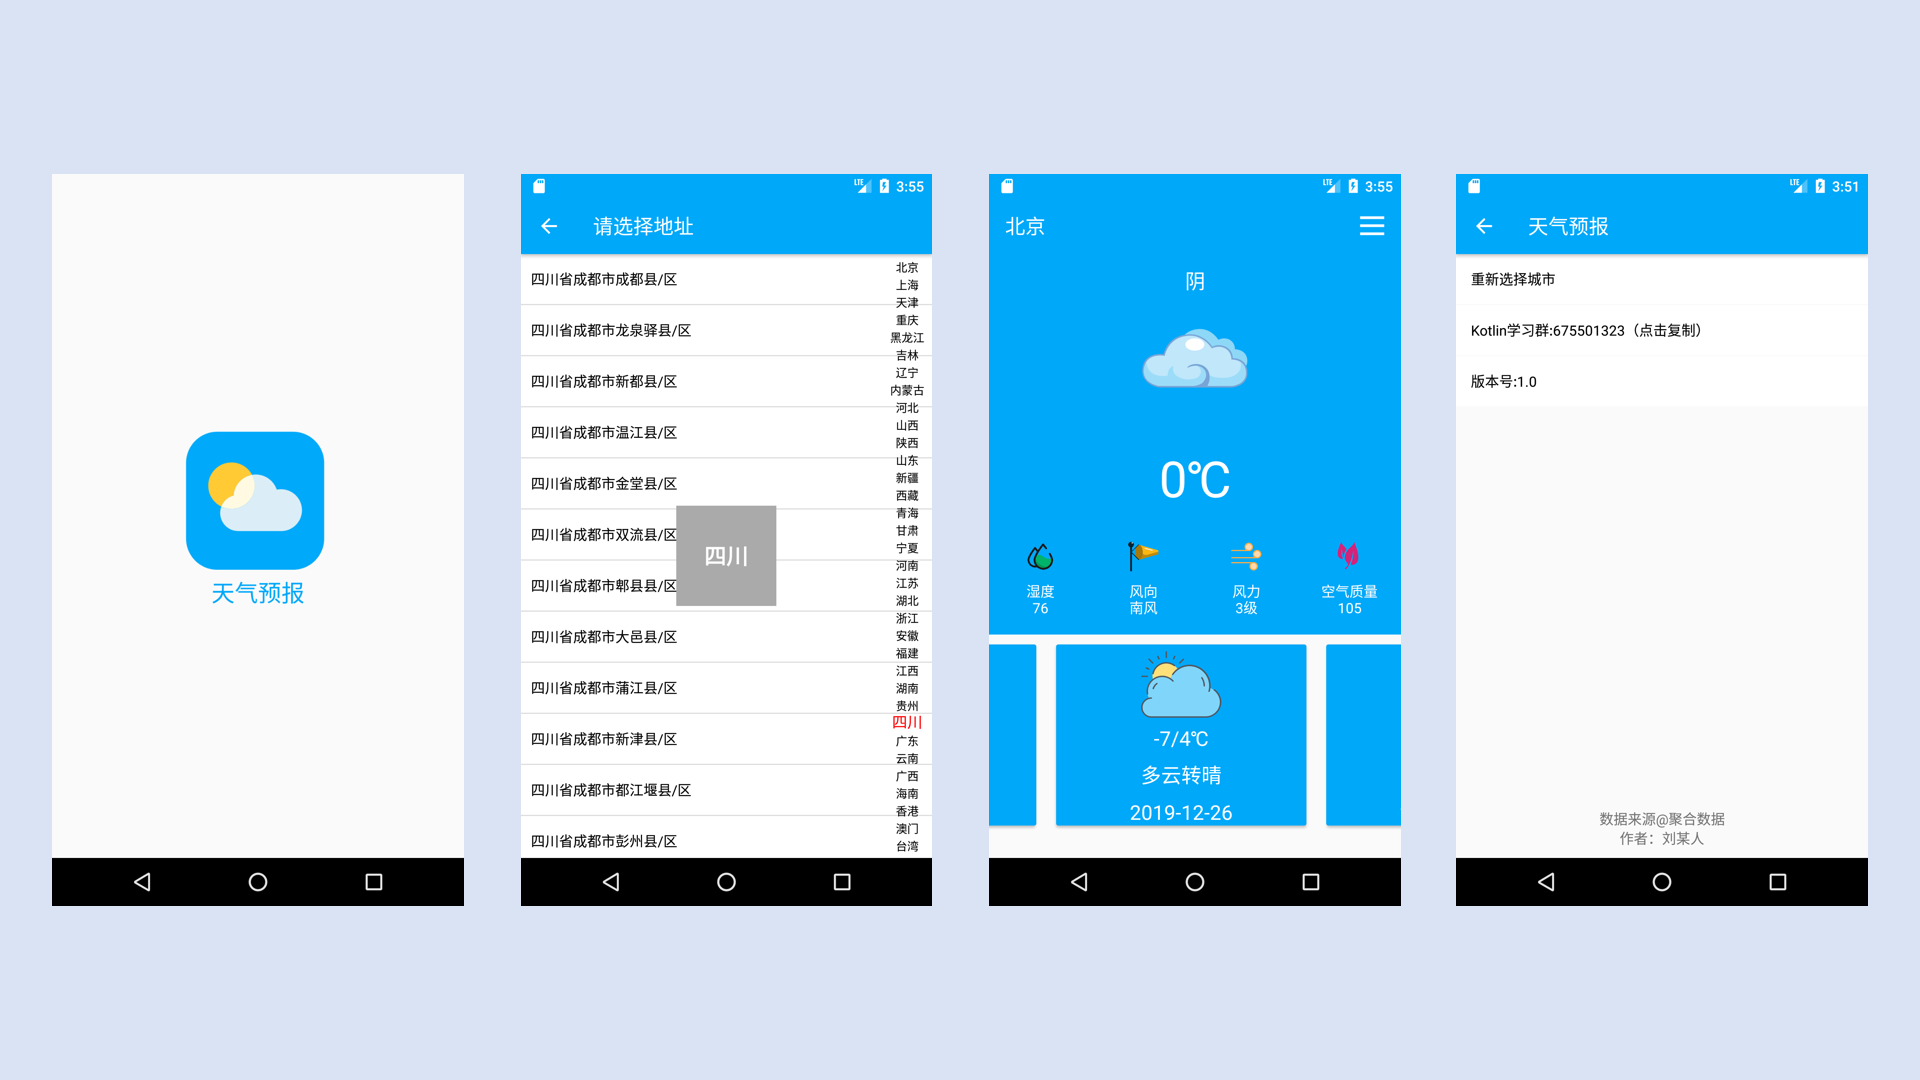 天气预报
LTE 3:55
请选择地址
四川省成都市成都县/区
四川省成都市龙泉驿县/区
四川省成都市新都县/区
四川省成都市温江县/区
四川省成都市金堂县/区
四川省成都市双流县/区
四川省成都市郫县县/区
四川省成都市大邑县/区
四川省成都市蒲江县/区
四川省成都市新津县/区
四川省成都市都江堰县/区
四川省成都市彭州县/区
四川
北京
上海
天津
重庆
黑龙江
吉林
辽宁
内蒙古
河北
山西
陕西
山东
新疆
西藏
青海
甘肃
宁夏
河南
江苏
湖北
浙江
安徽
福建
江西
湖南
贵州
四川
广东
云南
广西
海南
香港
澳门
台湾
LTE 3:55
北京
阴
0℃
湿度 风向 风力 空气质量
76 南风 3级 105
-7/4℃
多云转晴
2019-12-26
LTE 3:51
天气预报
重新选择城市
Kotlin学习群:675501323（点击复制）
版本号:1.0
数据来源@聚合数据
作者：刘某人